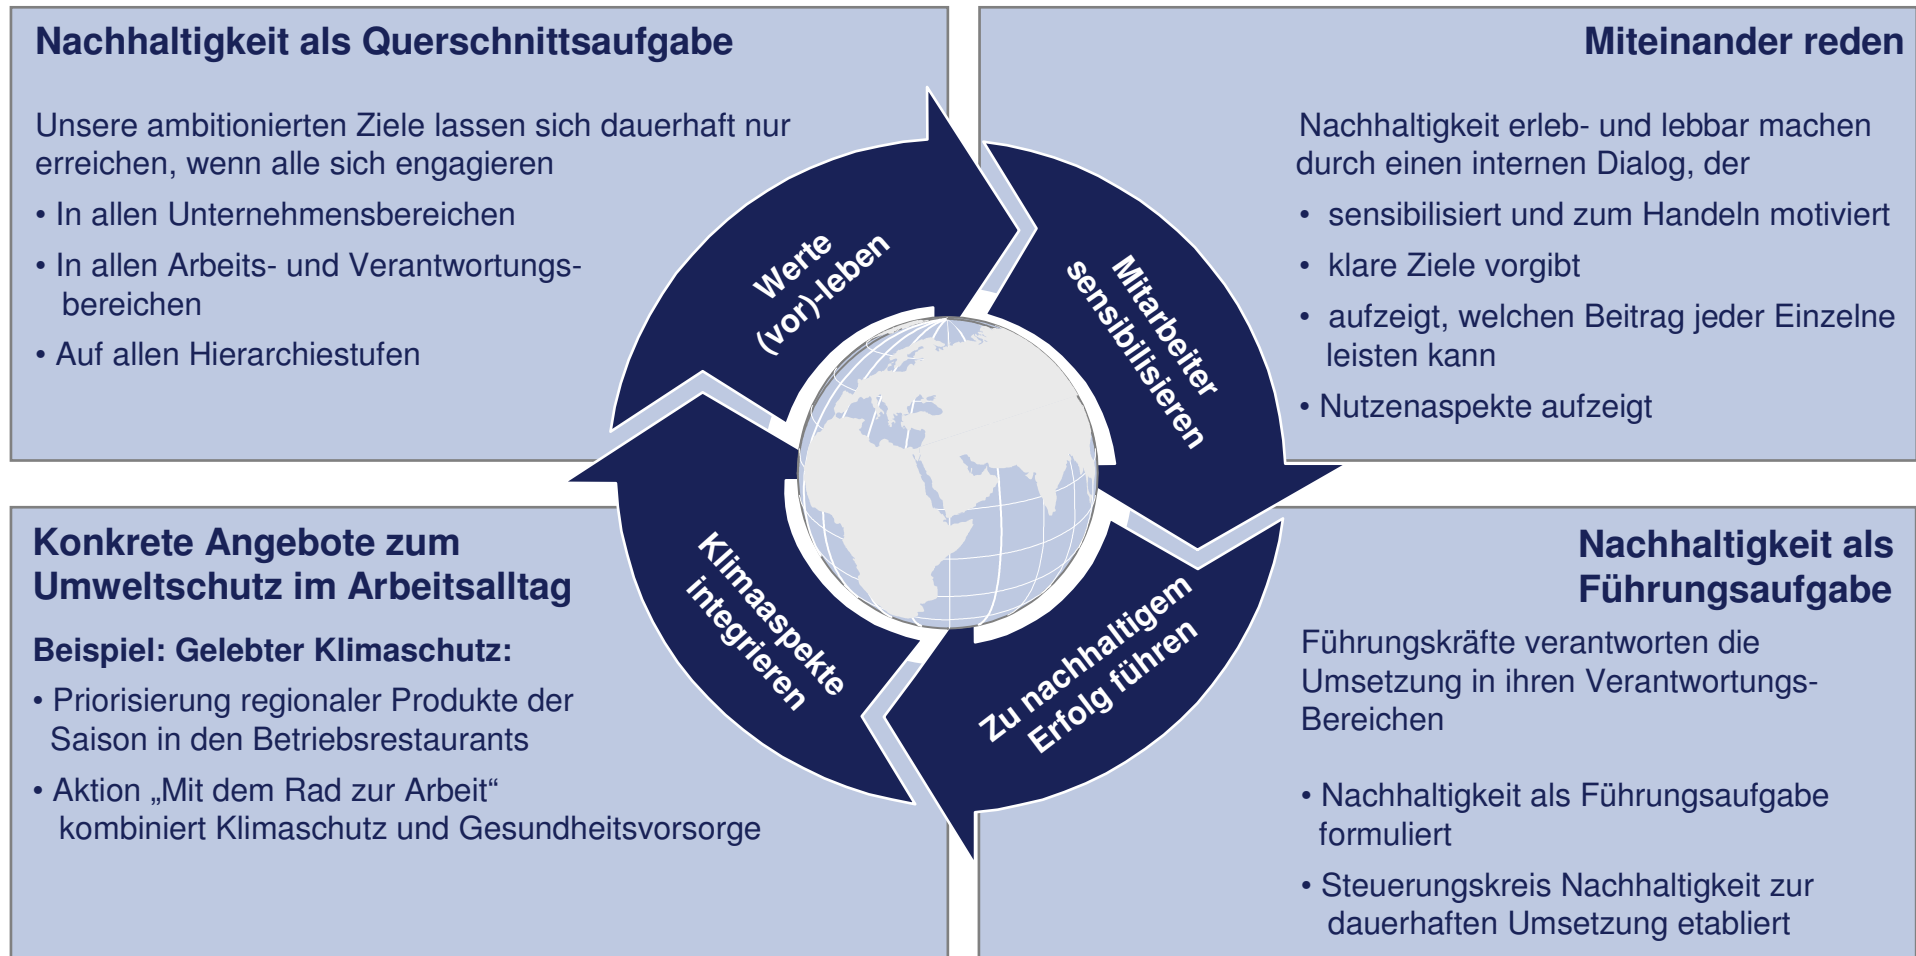 Nachhaltigkeit als Querschnittsaufgabe
Unsere ambitionierten Ziele lassen sich dauerhaft nur
erreichen, wenn alle sich engagieren
• In allen Unternehmensbereichen
• In allen Arbeits- und Verantwortungs-
bereichen
• Auf allen Hierarchiestufen
Miteinander reden
Nachhaltigkeit erleb- und lebbar machen
durch einen internen Dialog, der
• sensibilisiert und zum Handeln motiviert
• klare Ziele vorgibt
• aufzeigt, welchen Beitrag jeder Einzelne
leisten kann
• Nutzenaspekte aufzeigt
Werte
(vor)-leben
Mitarbeiter
sensibilisieren
Klimaaspekte
integrieren
Zu nachhaltigem
Erfolg führen
Konkrete Angebote zum
Umweltschutz im Arbeitsalltag
Beispiel: Gelebter Klimaschutz:
• Priorisierung regionaler Produkte der
Saison in den Betriebsrestaurants
• Aktion „Mit dem Rad zur Arbeit“
kombiniert Klimaschutz und Gesundheitsvorsorge
Nachhaltigkeit als
Führungsaufgabe
Führungskräfte verantworten die
Umsetzung in ihren Verantwortungs-
Bereichen
• Nachhaltigkeit als Führungsaufgabe
formuliert
• Steuerungskreis Nachhaltigkeit zur
dauerhaften Umsetzung etabliert